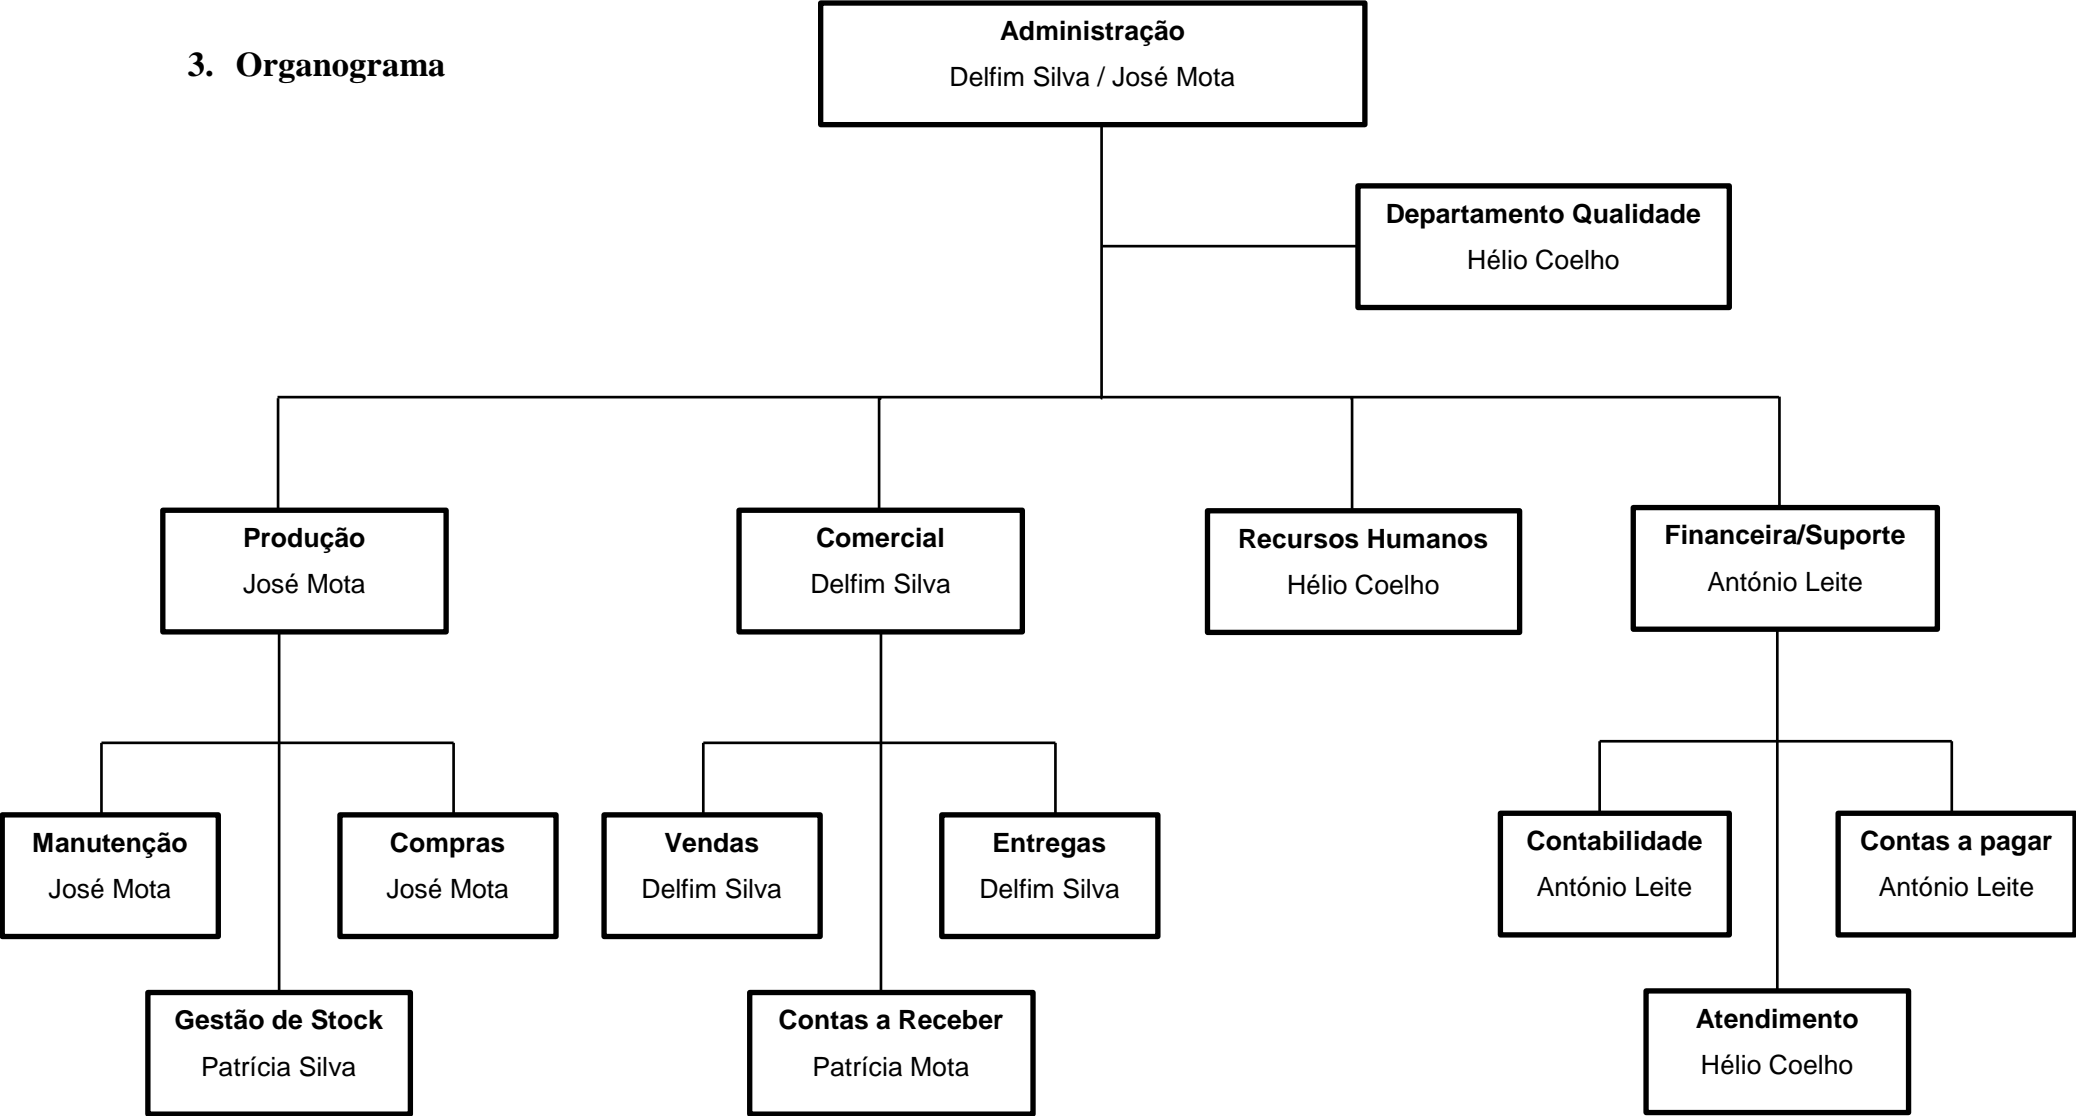 3. Organograma
Administração
Delfim Silva / José Mota
Departamento Qualidade
Hélio Coelho
Produção
José Mota
Comercial
Delfim Silva
Recursos Humanos
Hélio Coelho
Financeira/Suporte
António Leite
Manutenção
José Mota
Compras
José Mota
Vendas
Delfim Silva
Entregas
Delfim Silva
Contabilidade
António Leite
Contas a pagar
António Leite
Gestão de Stock
Patrícia Silva
Contas a Receber
Patrícia Mota
Atendimento
Hélio Coelho